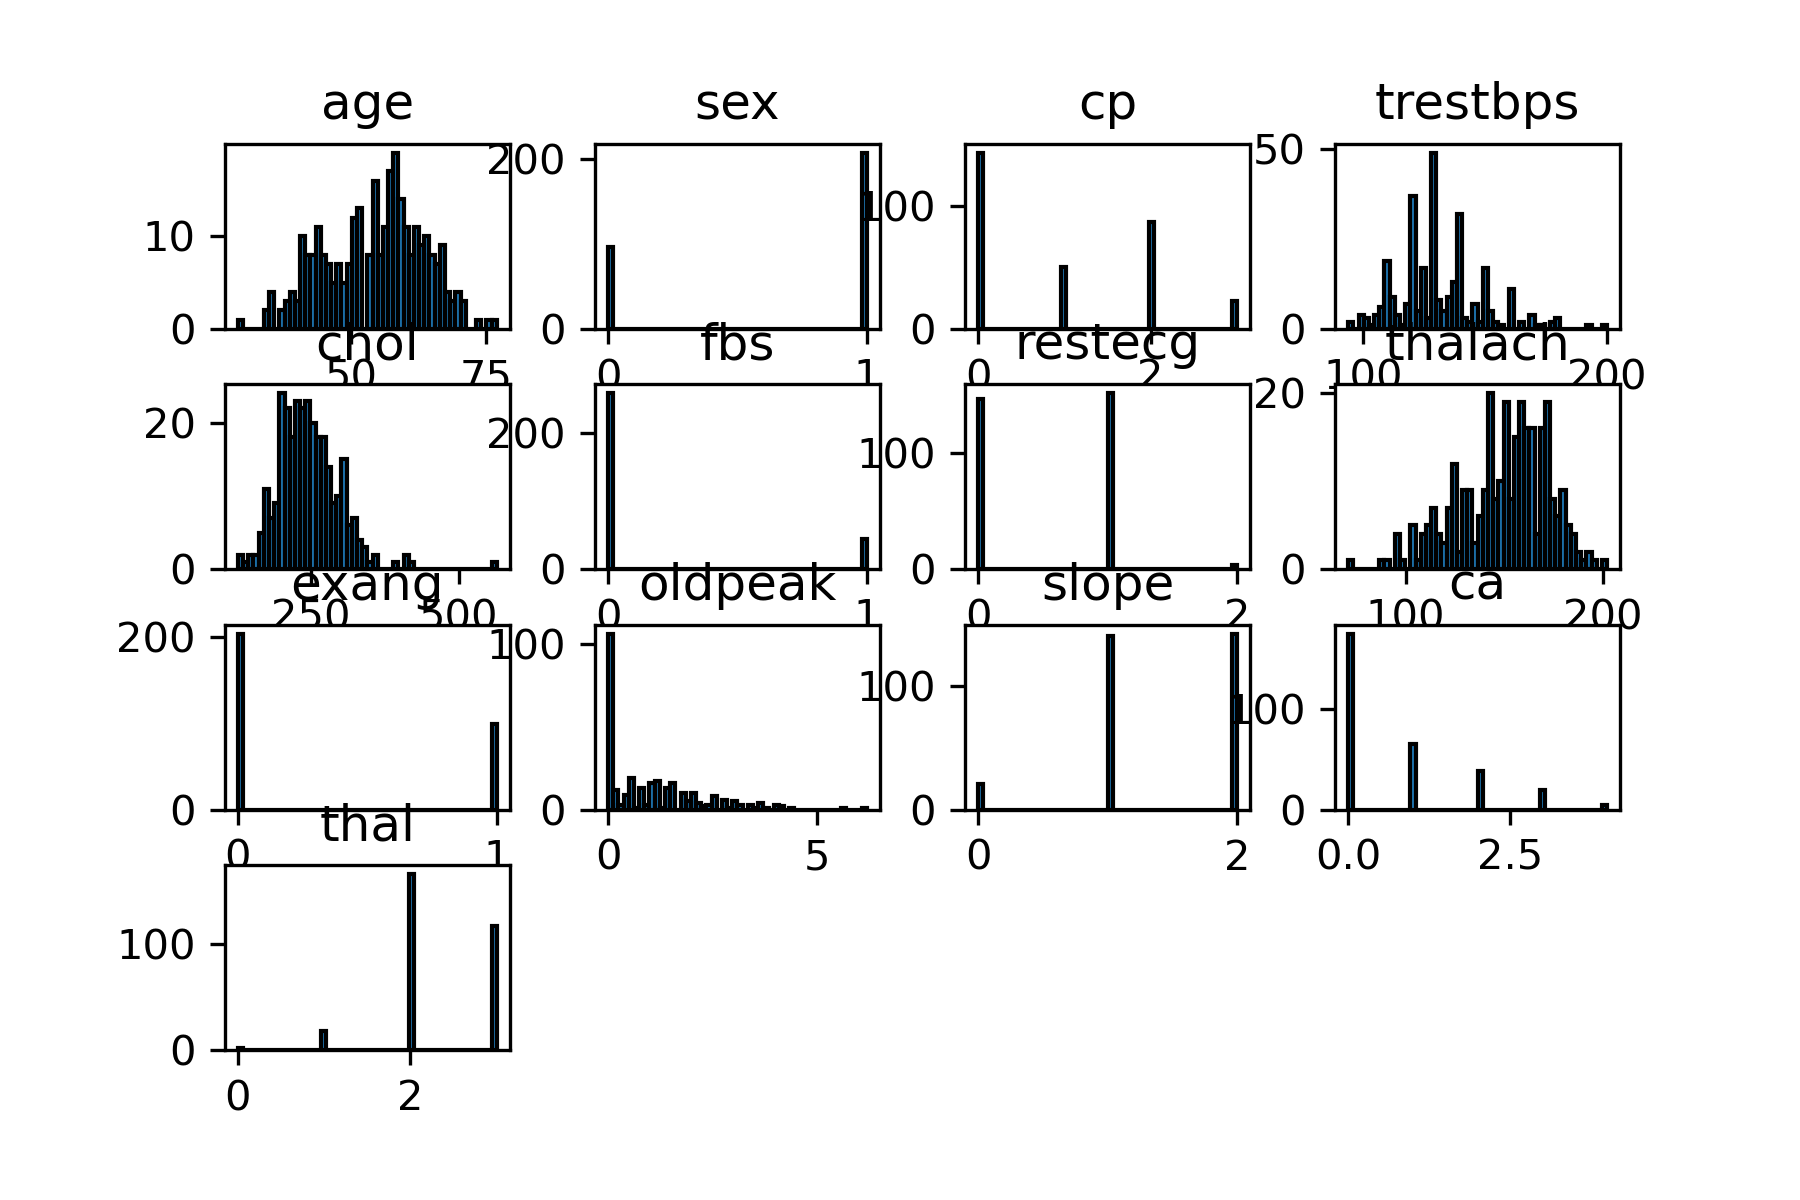 age sex cp trestbps
10 0 200 0 100 0 50 0
50 75 0 1 0 2 100 200
chol fbs restecg thalach
20 0 200 0 100 0 20 0
250 500 0 1 0 2 100 200
exang oldpeak slope ca
200 0 100 0 100 0 100 0
0 1 0 5 0 2 0.0 2.5
thal
100
0
0 2